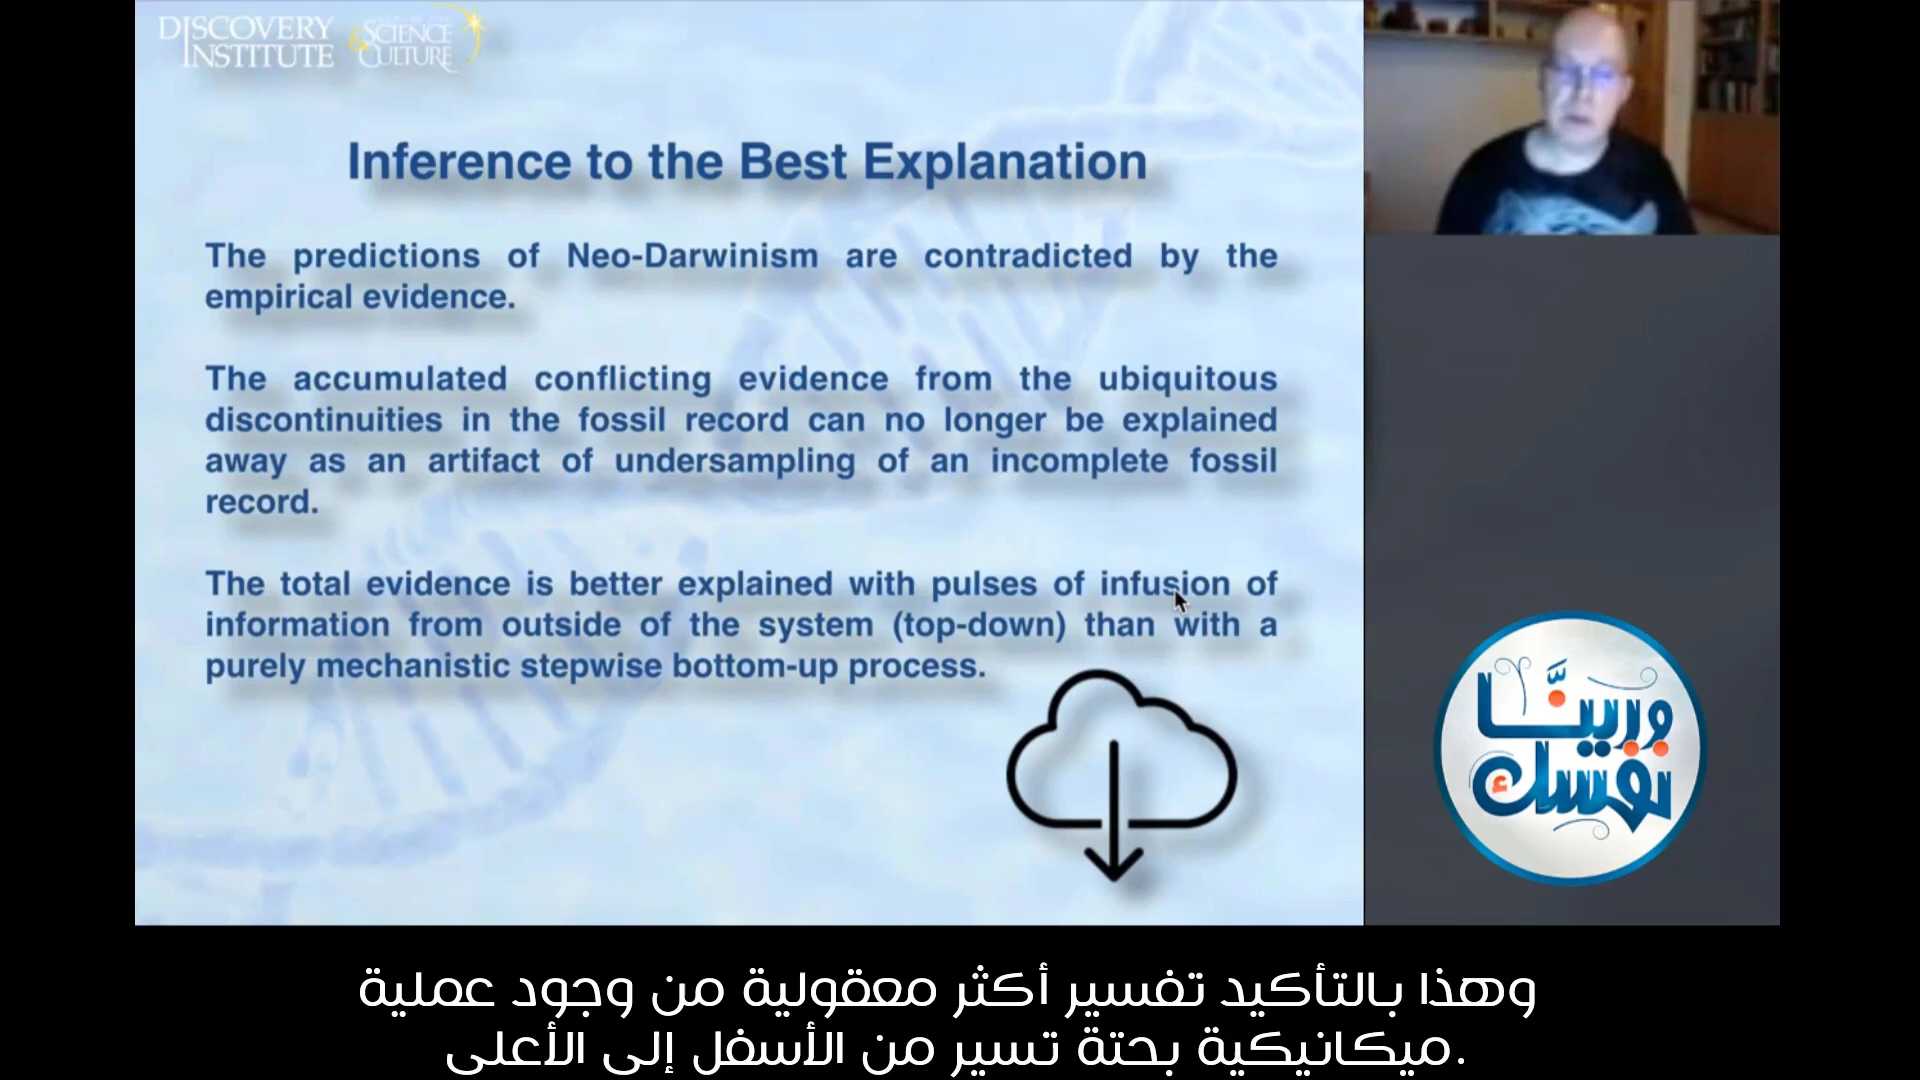 DISCOVERY
INSTITUTE
SCIENCE
& CULTURE
Inference to the Best Explanation
The predictions of Neo-Darwinism are contradicted by the
empirical evidence.
The accumulated conflicting evidence from the ubiquitous
discontinuities in the fossil record can no longer be explained
away as an artifact of undersampling of an incomplete fossil
record.
The total evidence is better explained with pulses of infusion of
information from outside of the system (top-down) than with a
purely mechanistic stepwise bottom-up process.
ورينَّا
نفسك
وهذا بالتأكيد تفسير أكثر معقولية من وجود عملية
ميكانيكية بحتة تسير من الأسفل إلى الأعلى.